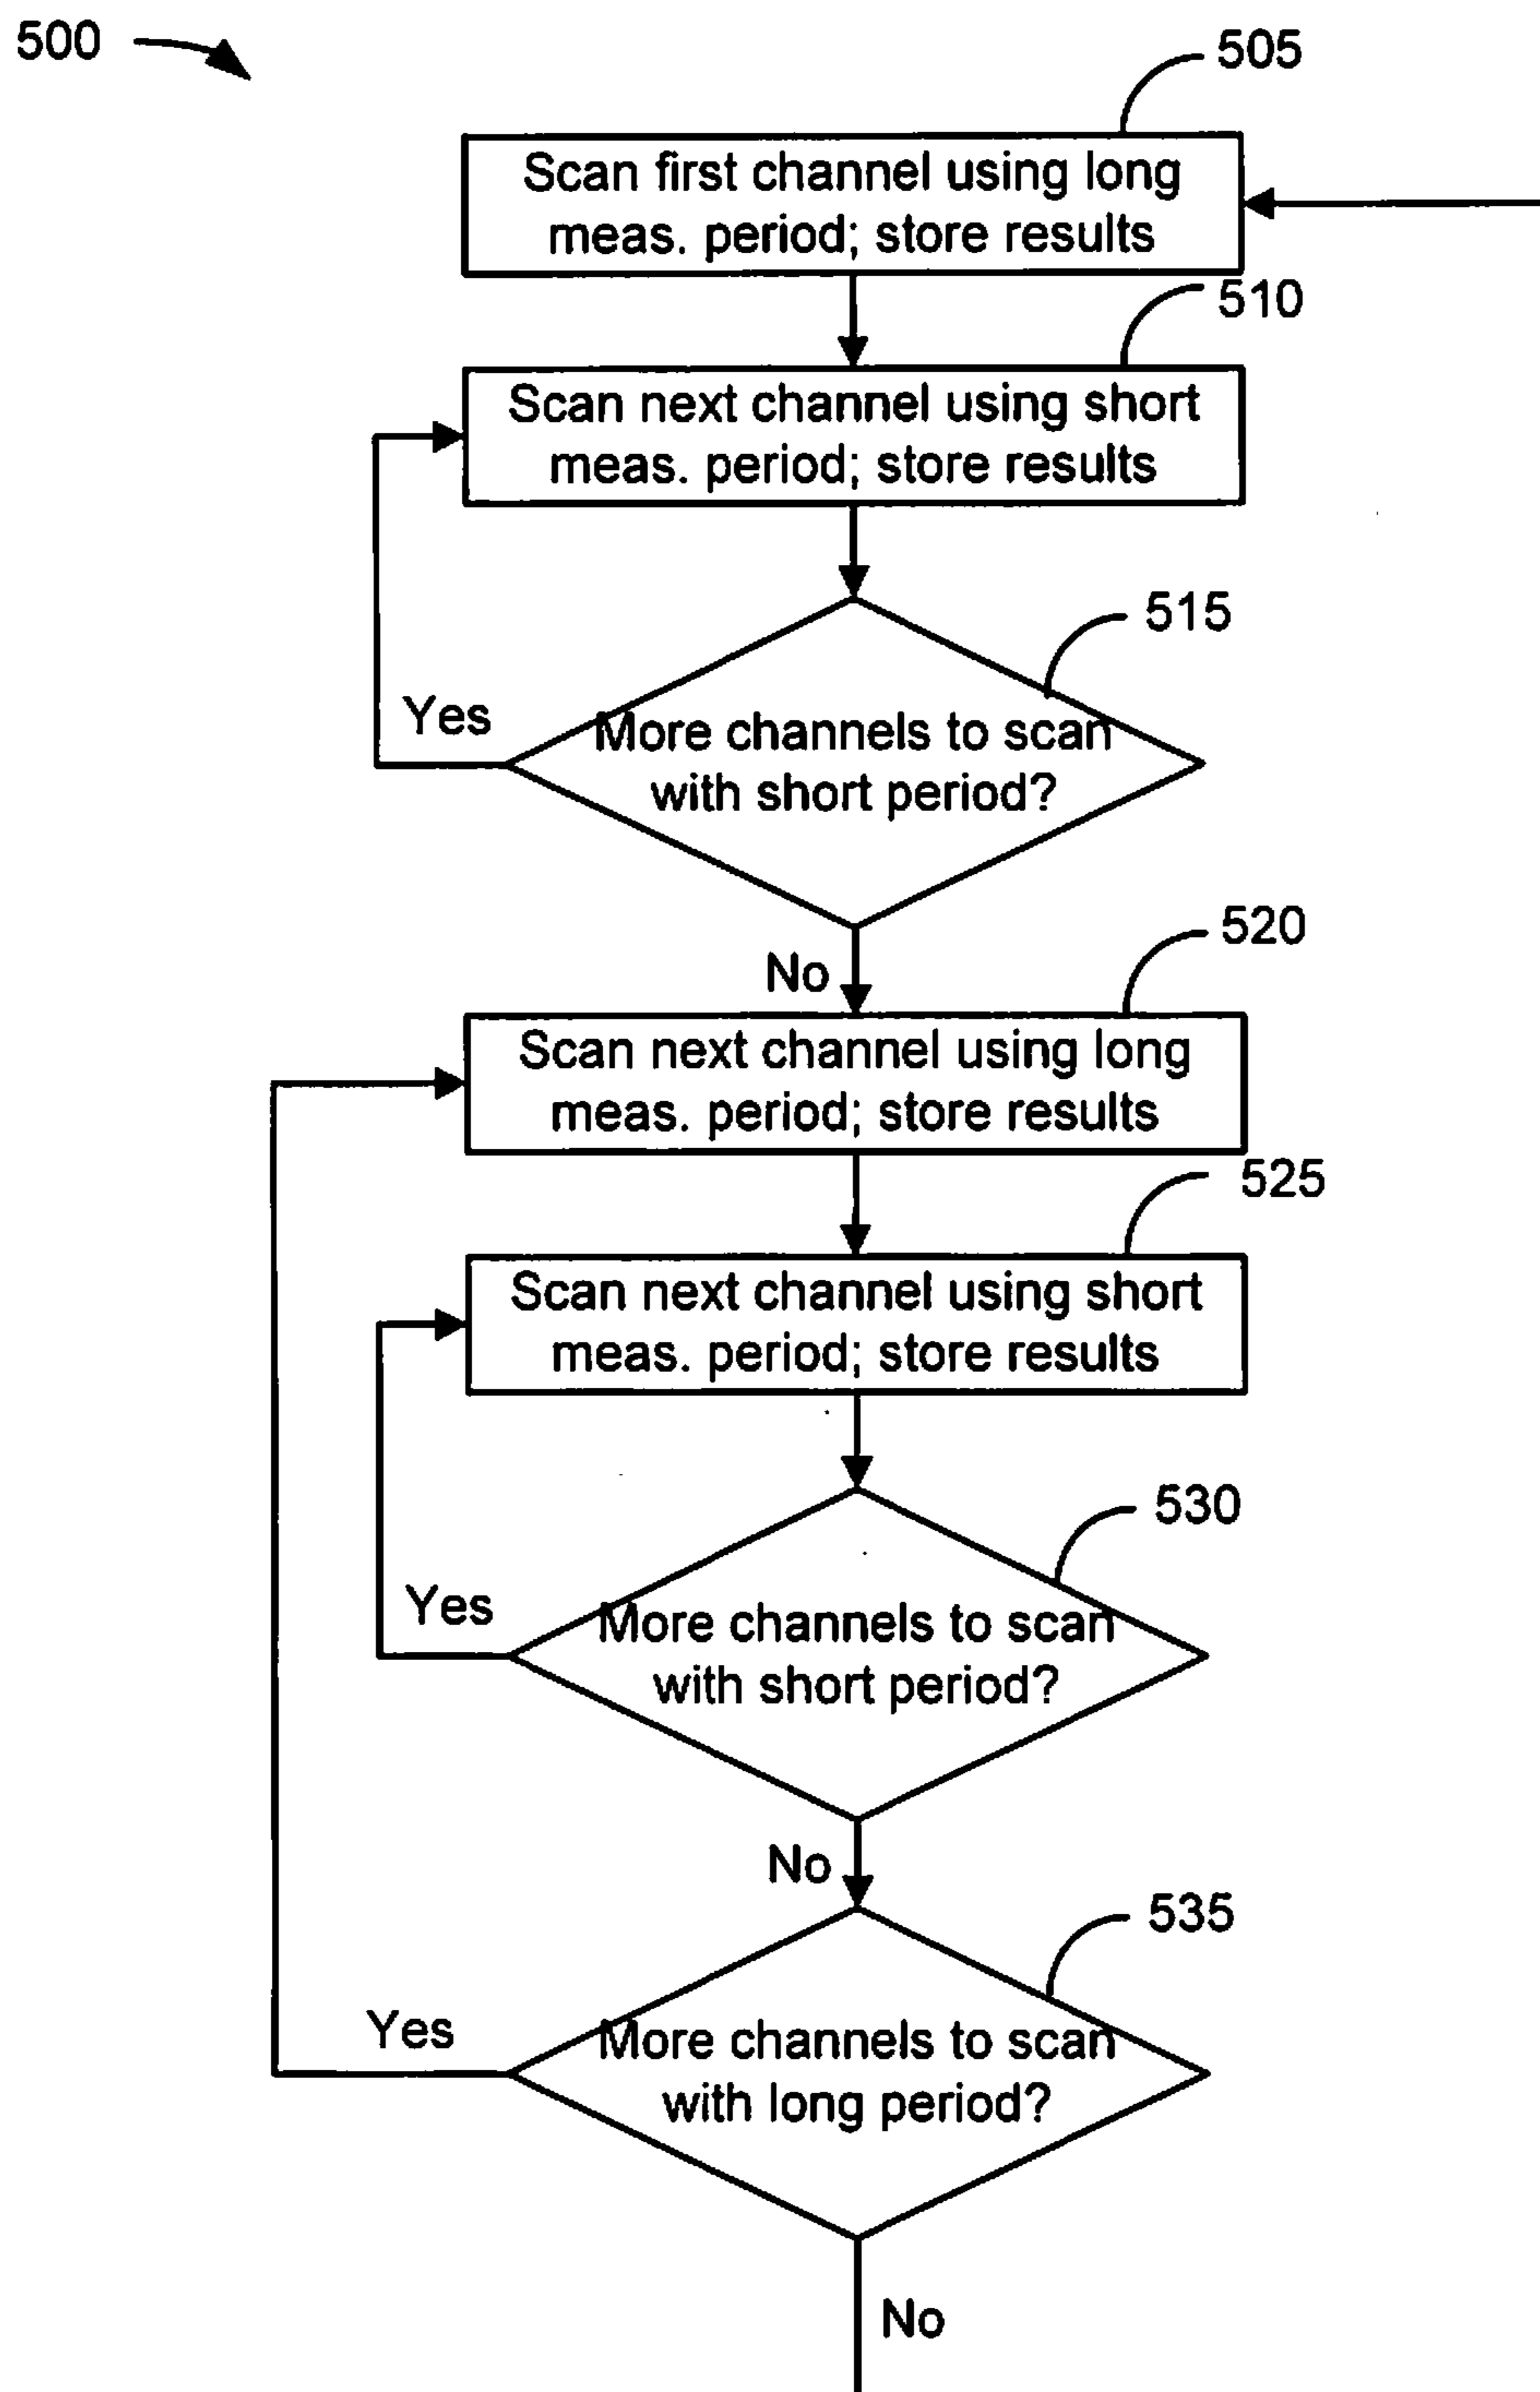 500
505
Scan first channel using long
meas. period; store results
510
Scan next channel using short
meas. period; store results
515
Yes
More channels to scan
with short period?
No
520
Scan next channel using long
meas. period; store results
525
Scan next channel using short
meas. period; store results
530
Yes
More channels to scan
with short period?
No
535
Yes
More channels to scan
with long period?
No